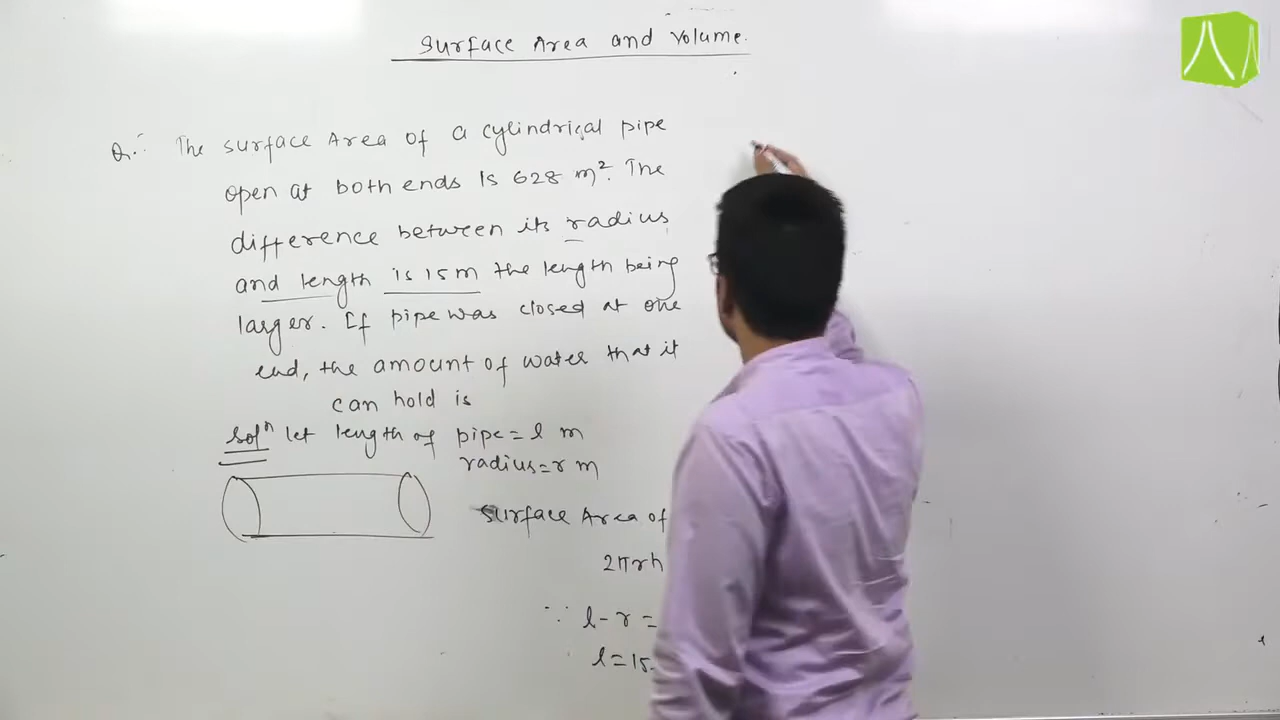 Surface Area and Volume.
Q.∴ The surface Area of a cylindrical pipe
open at both ends is 628 m². The
difference between its radius
and length is 15 m the length being
larger. If pipe was closed at one
end, the amount of water that it
can hold is
Solⁿ let length of pipe = l m
radius = r m
Surface Area of
2πrh
∵ l - r =
l = 15